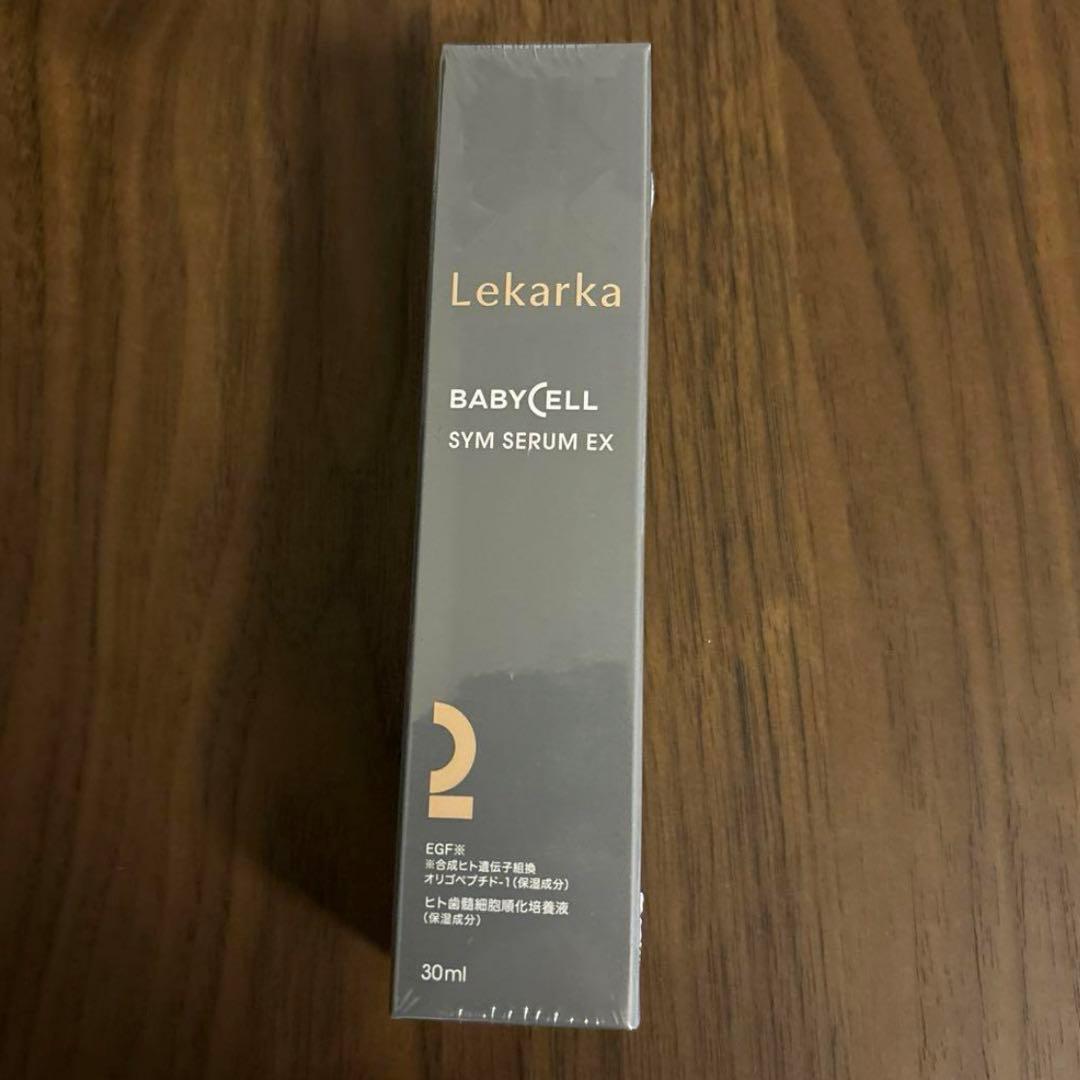 Lekarka
BABYCELL
SYM SERUM EX
2
EGF※
※合成ヒト遺伝子組換
オリゴペプチド-1(保湿成分)
ヒト歯髄細胞順化培養液
(保湿成分)
30ml